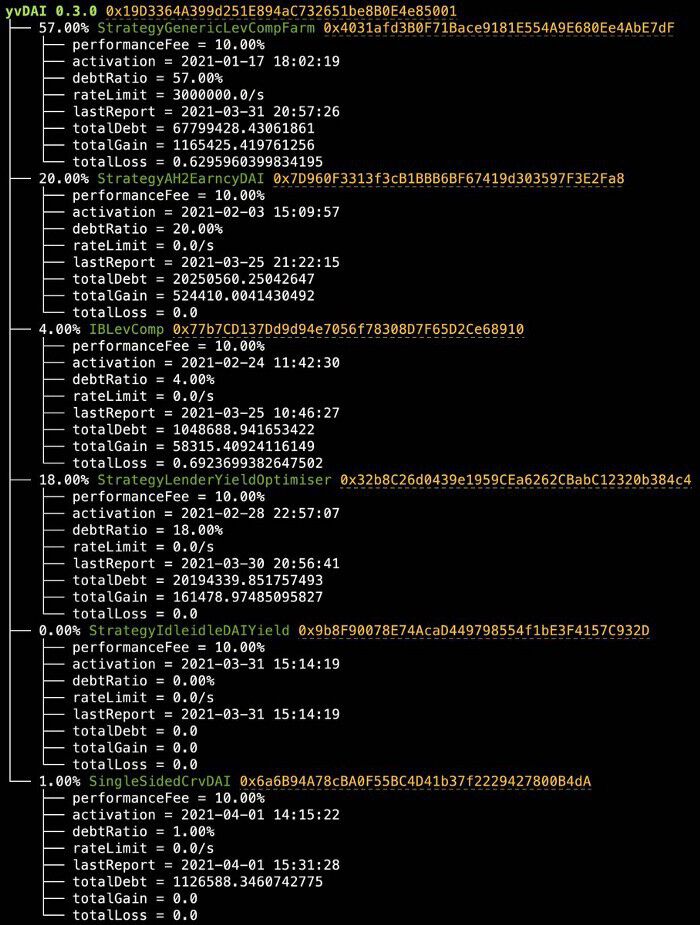 yvDAI 0.3.0 0x19D3364A399d251E894aC732651be8B0E4e85001
57.00% StrategyGenericLevCompFarm 0x4031afd3B0F71Bace9181E554A9E680Ee4AbE7dF
performanceFee = 10.00%
activation = 2021-01-17 18:02:19
debtRatio = 57.00%
rateLimit = 3000000.0/s
lastReport = 2021-03-31 20:57:26
totalDebt = 67799428.43061861
totalGain = 1165425.419761256
totalLoss = 0.6295960399834195
20.00% StrategyAH2EarncyDAI 0x7D960F3313f3cB1BBB6BF67419d303597F3E2Fa8
performanceFee = 10.00%
activation = 2021-02-03 15:09:57
debtRatio = 20.00%
rateLimit = 0.0/s
lastReport = 2021-03-25 21:22:15
totalDebt = 20250560.25042647
totalGain = 524410.0041430492
totalLoss = 0.0
4.00% IBLevComp 0x77b7CD137Dd9d94e7056f78308D7F65D2Ce68910
performanceFee = 10.00%
activation = 2021-02-24 11:42:30
debtRatio = 4.00%
rateLimit = 0.0/s
lastReport = 2021-03-25 10:46:27
totalDebt = 1048688.941653422
totalGain = 58315.40924116149
totalLoss = 0.6923699382647502
18.00% StrategyLenderYieldOptimiser 0x32b8C26d0439e1959CEa6262CBabC12320b384c4
performanceFee = 10.00%
activation = 2021-02-28 22:57:07
debtRatio = 18.00%
rateLimit = 0.0/s
lastReport = 2021-03-30 20:56:41
totalDebt = 20194339.851757493
totalGain = 161478.97485095827
totalLoss = 0.0
0.00% StrategyIdleidleDAIYield 0x9b8F90078E74AcaD449798554f1bE3F4157C932D
performanceFee = 10.00%
activation = 2021-03-31 15:14:19
debtRatio = 0.00%
rateLimit = 0.0/s
lastReport = 2021-03-31 15:14:19
totalDebt = 0.0
totalGain = 0.0
totalLoss = 0.0
1.00% SingleSidedCrvDAI 0x6a6B94A78cBA0F55BC4D41b37f2229427800B4dA
performanceFee = 10.00%
activation = 2021-04-01 14:15:22
debtRatio = 1.00%
rateLimit = 0.0/s
lastReport = 2021-04-01 15:31:28
totalDebt = 1126588.3460742775
totalGain = 0.0
totalLoss = 0.0